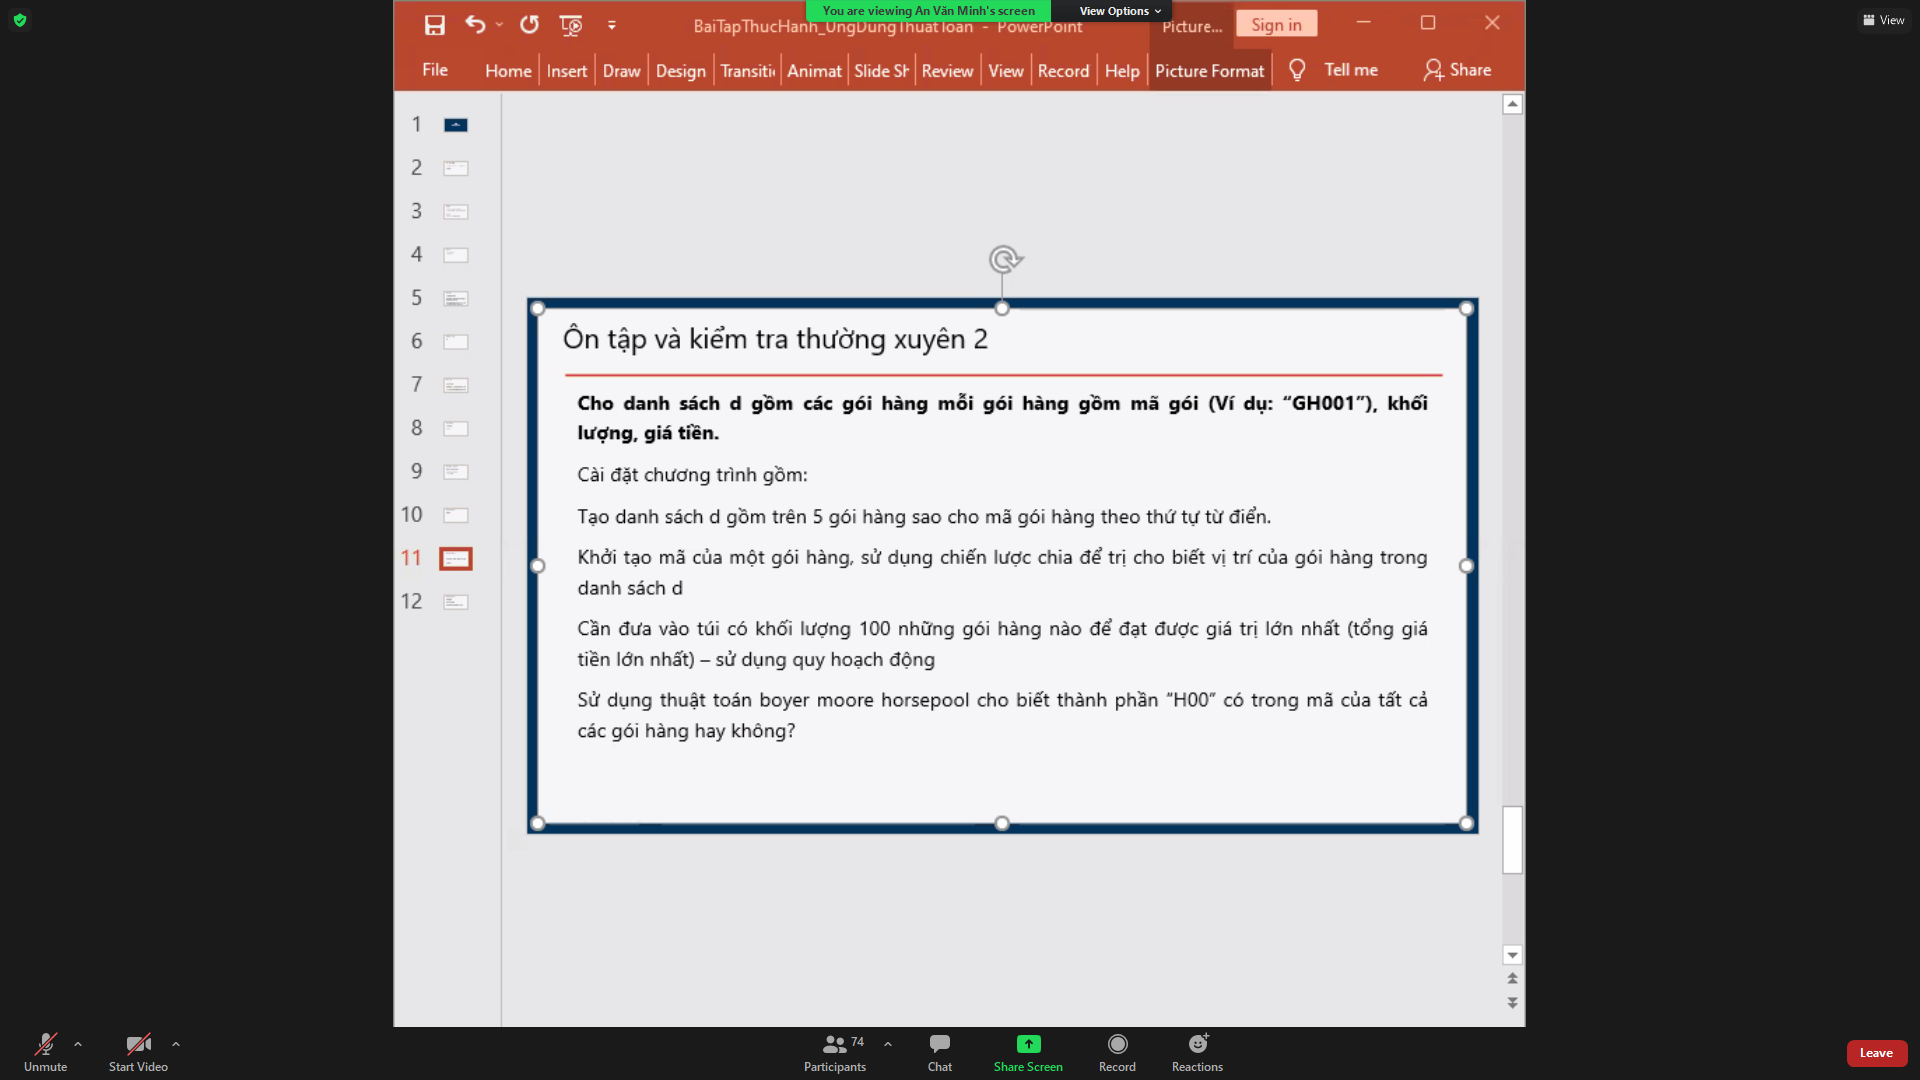 You are viewing An Văn Minh's screen
View Options
View
BaiTapThucHanh_UngDungThuatToan - PowerPoint
Picture...
Sign in
File
Home
Insert
Draw
Design
Transiti
Animat
Slide Sh
Review
View
Record
Help
Picture Format
Tell me
Share
1
2
3
4
5
6
7
8
9
10
11
12
Ôn tập và kiểm tra thường xuyên 2
Cho danh sách d gồm các gói hàng mỗi gói hàng gồm mã gói (Ví dụ: “GH001”), khối
lượng, giá tiền.
Cài đặt chương trình gồm:
Tạo danh sách d gồm trên 5 gói hàng sao cho mã gói hàng theo thứ tự từ điển.
Khởi tạo mã của một gói hàng, sử dụng chiến lược chia để trị cho biết vị trí của gói hàng trong
danh sách d
Cần đưa vào túi có khối lượng 100 những gói hàng nào để đạt được giá trị lớn nhất (tổng giá
tiền lớn nhất) – sử dụng quy hoạch động
Sử dụng thuật toán boyer moore horsepool cho biết thành phần “H00” có trong mã của tất cả
các gói hàng hay không?
Unmute
Start Video
74
Participants
Chat
Share Screen
Record
Reactions
Leave